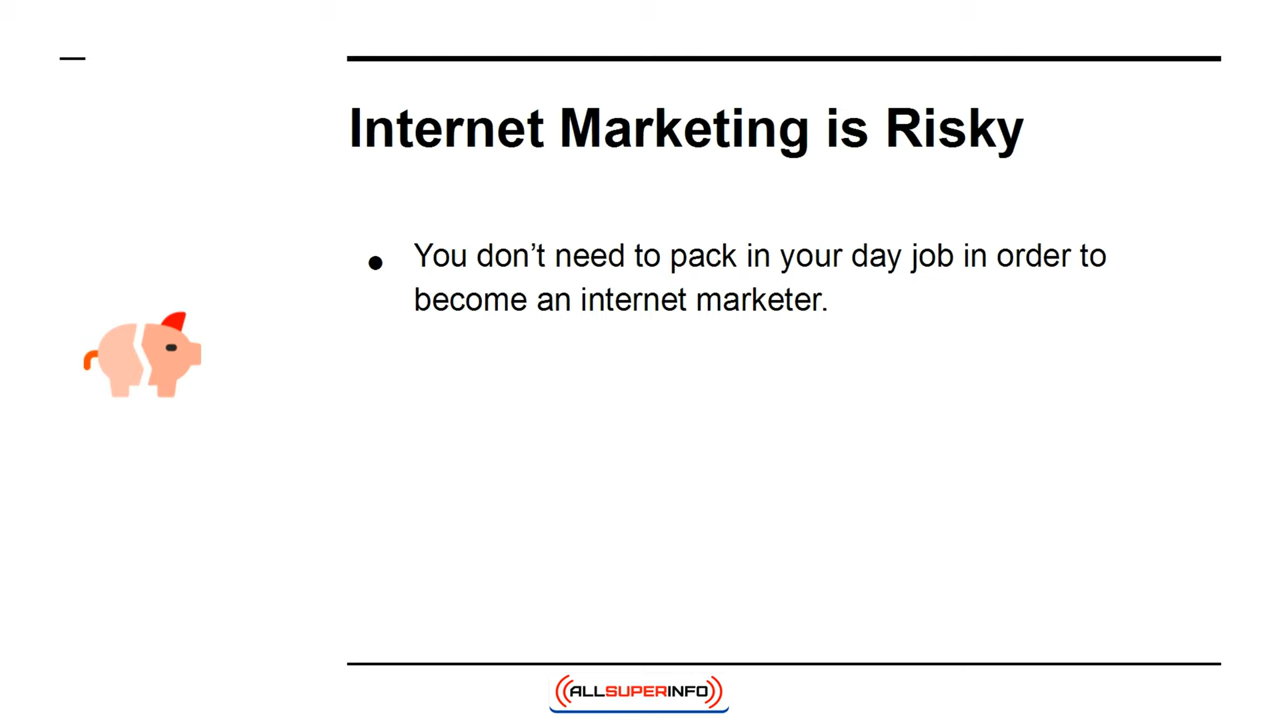 Internet Marketing is Risky
● You don’t need to pack in your day job in order to
become an internet marketer.
ALLSUPERINFO